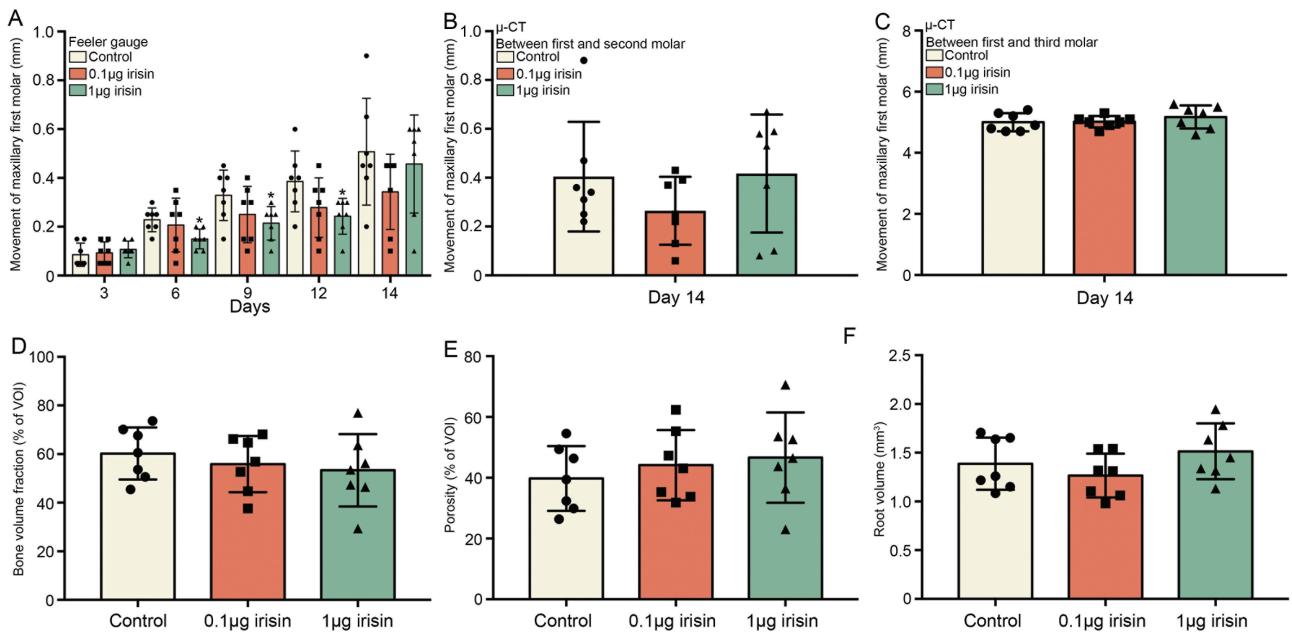 A
Movement of maxillary first molar (mm)
1.0
0.8
0.6
0.4
0.2
0.0
Feeler gauge
Control
0.1µg irisin
1µg irisin
*
*
*
3
6
9
12
14
Days
B
Movement of maxillary first molar (mm)
1.0
0.8
0.6
0.4
0.2
0.0
µ-CT
Between first and second molar
Control
0.1µg irisin
1µg irisin
Day 14
C
Movement of maxillary first molar (mm)
8
6
4
2
0
µ-CT
Between first and third molar
Control
0.1µg irisin
1µg irisin
Day 14
D
Bone volume fraction (% of VOI)
100
80
60
40
20
0
Control
0.1µg irisin
1µg irisin
E
Porosity (% of VOI)
80
60
40
20
0
Control
0.1µg irisin
1µg irisin
F
Root volume (mm³)
2.5
2.0
1.5
1.0
0.5
0.0
Control
0.1µg irisin
1µg irisin